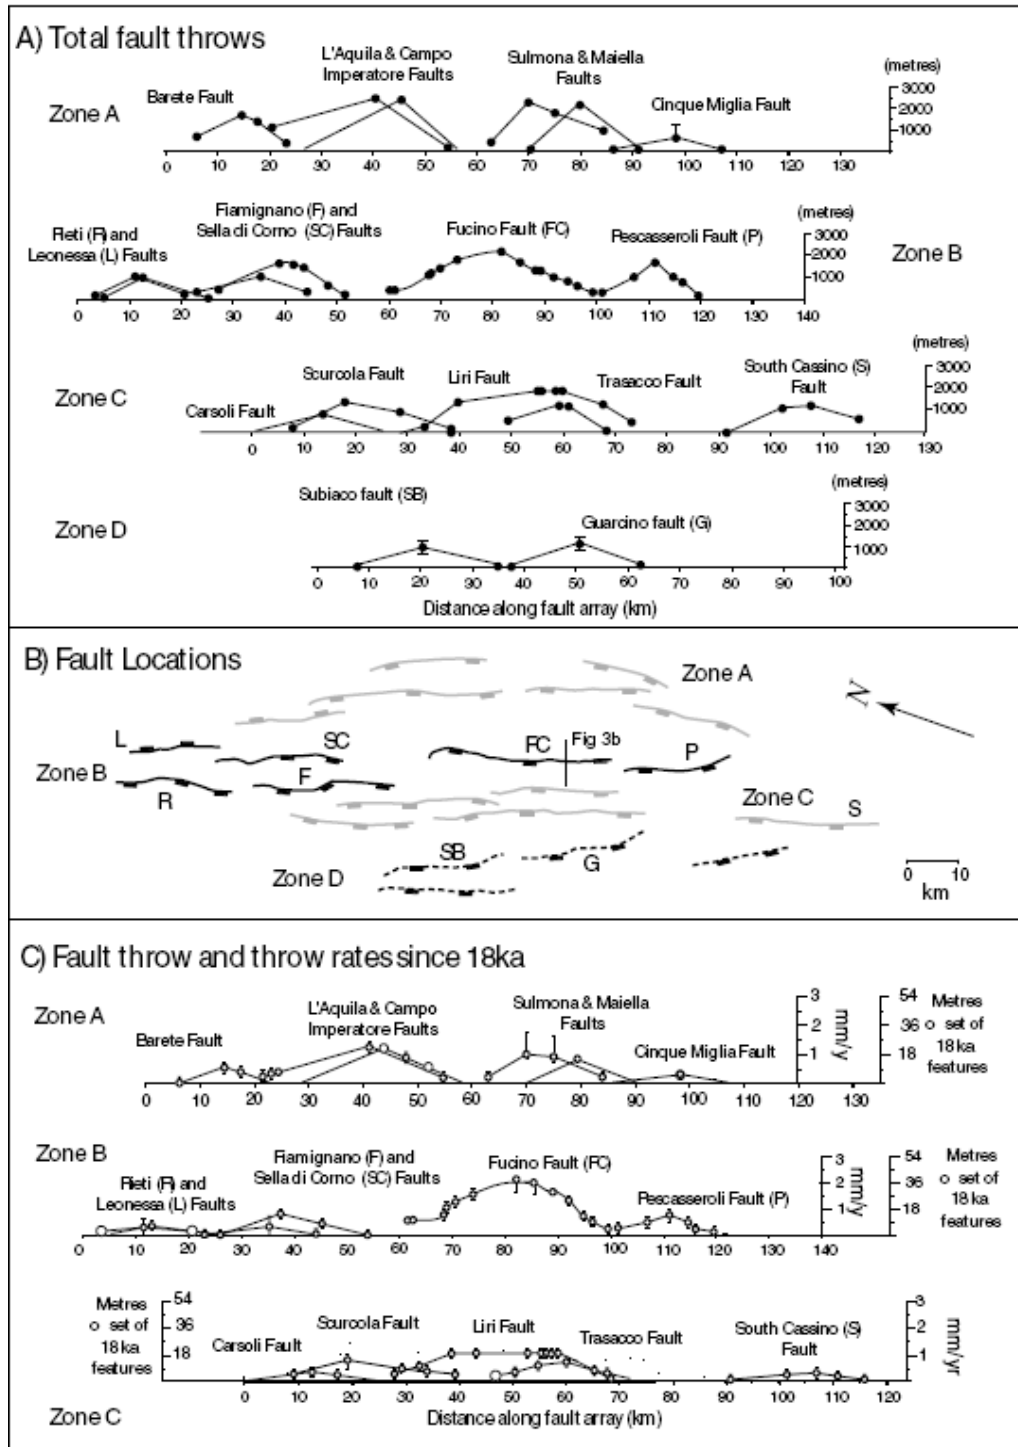 A) Total fault throws
L'Aquila & Campo
Imperatore Faults
Sulmona & Maiella
Faults
(metres)
Zone A
Barete Fault
Cinque Miglia Fault
3000
2000
1000
0 10 20 30 40 50 60 70 80 90 100 110 120 130
Fiamignano (F) and
Sella di Corno (SC) Faults
Rieti (R) and
Leonessa (L) Faults
Fucino Fault (FC)
Pescasseroli Fault (P)
(metres)
3000
2000
1000
Zone B
0 10 20 30 40 50 60 70 80 90 100 110 120 130 140
(metres)
Zone C
Carsoli Fault
Scurcola Fault
Liri Fault
Trasacco Fault
South Cassino (S)
Fault
3000
2000
1000
0 10 20 30 40 50 60 70 80 90 100 110 120 130
Subiaco fault (SB)
(metres)
Zone D
Guarcino fault (G)
3000
2000
1000
0 10 20 30 40 50 60 70 80 90 102
Distance along fault array (km)
B) Fault Locations
Zone A
N
L
SC
FC
Fig 3b
P
Zone B
R
F
Zone C
S
SB
G
Zone D
0 10
km
C) Fault throw and throw rates since 18ka
Zone A
Barete Fault
L'Aquila & Campo
Imperatore Faults
Sulmona & Maiella
Faults
Cinque Miglia Fault
3
2
1
mm/y
54
36
18
Metres
o set of
18ka
features
0 10 20 30 40 50 60 70 80 90 100 110 120 130
Zone B
Rieti (R) and
Leonessa (L) Faults
Fiamignano (F) and
Sella di Corno (SC) Faults
Fucino Fault (FC)
Pescasseroli Fault (P)
3
2
1
mm/y
54
36
18
Metres
o set of
18ka
features
0 10 20 30 40 50 60 70 80 90 100 110 120 130 140
Metres
o set of
18ka
features
54
36
18
Carsoli Fault
Scurcola Fault
Liri Fault
Trasacco Fault
South Cassino (S)
Fault
3
2
1
mm/yr
0 10 20 30 40 50 60 70 80 90 100 110 120
Zone C
Distance along fault array (km)